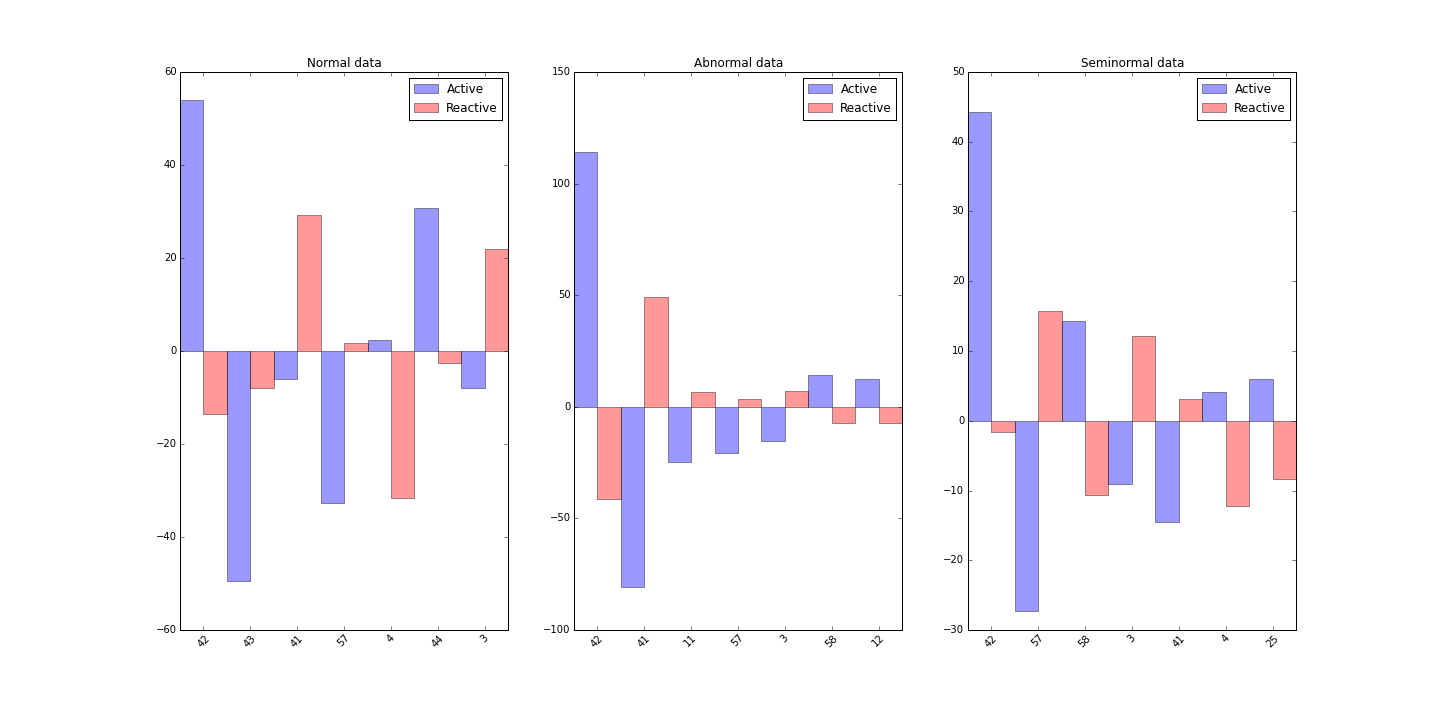 Normal data
60
40
20
0
−20
−40
−60
Active
Reactive
42 43 41 57 4 44 3
Abnormal data
150
100
50
0
−50
−100
Active
Reactive
42 41 11 57 3 58 12
Seminormal data
50
40
30
20
10
0
−10
−20
−30
Active
Reactive
42 57 58 3 41 4 25